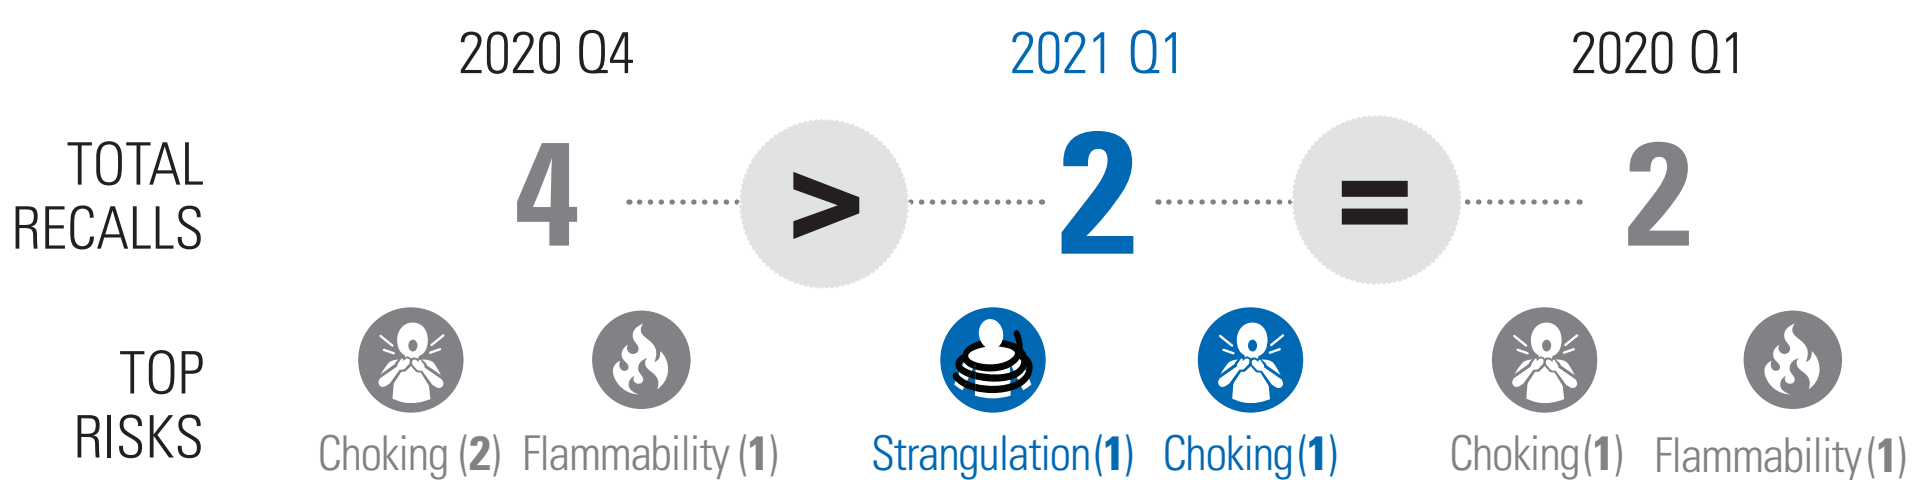 2020 Q4 2021 Q1 2020 Q1
TOTAL
RECALLS
4 > 2 = 2
TOP
RISKS
Choking (2) Flammability (1) Strangulation (1) Choking (1) Choking (1) Flammability (1)